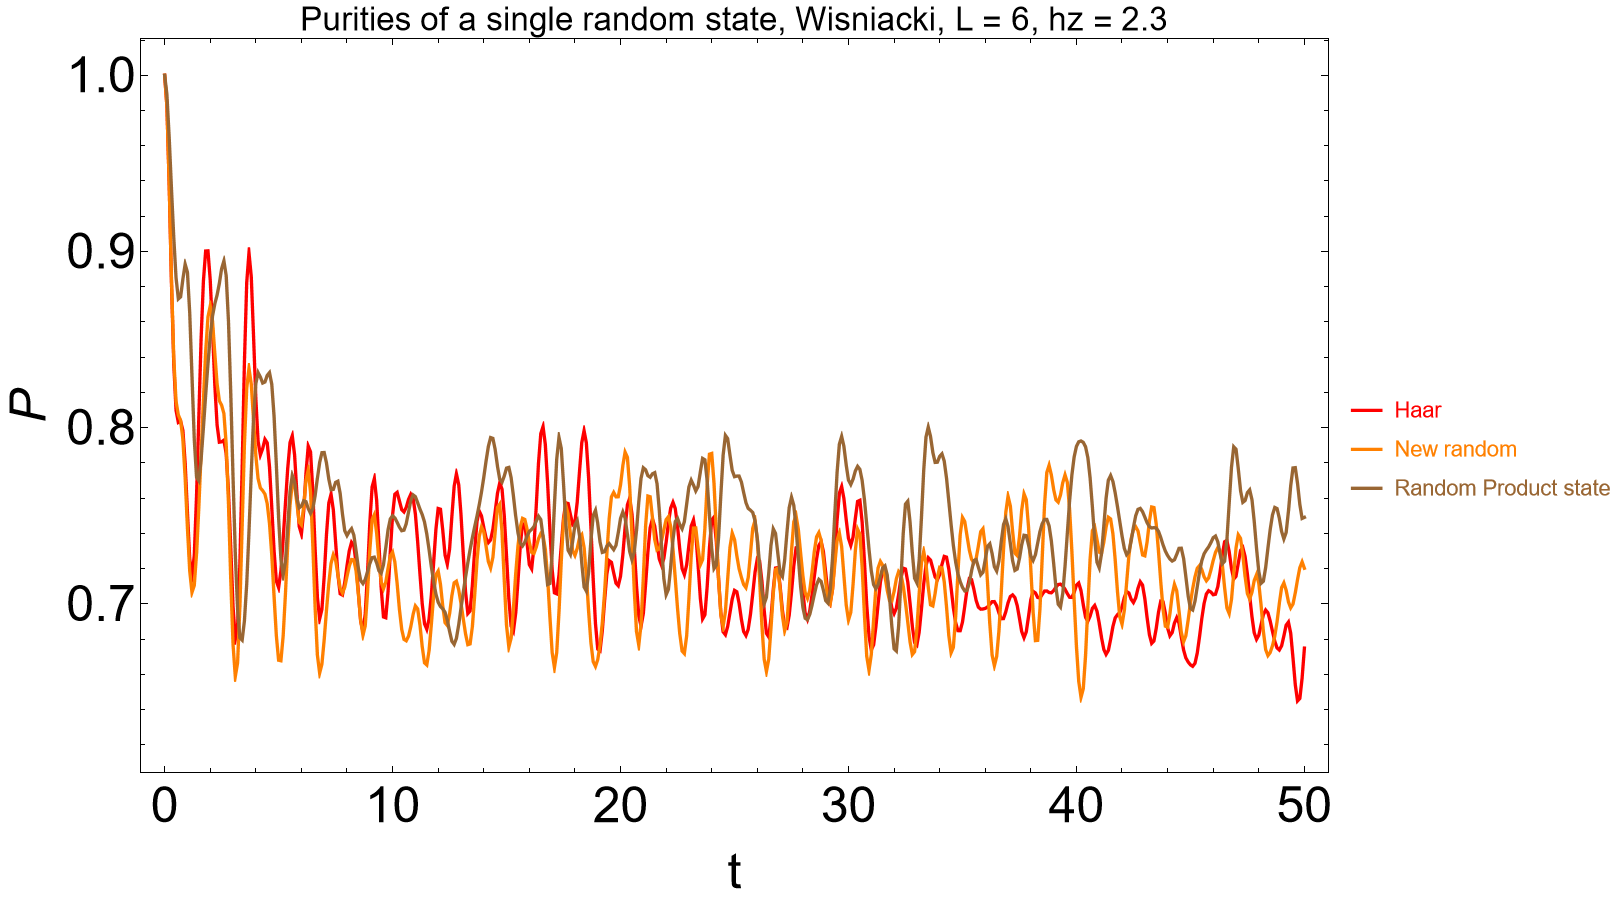 Purities of a single random state, Wisniacki, L = 6, hz = 2.3
1.0
0.9
0.8
0.7
P
0 10 20 30 40 50
t
Haar
New random
Random Product state